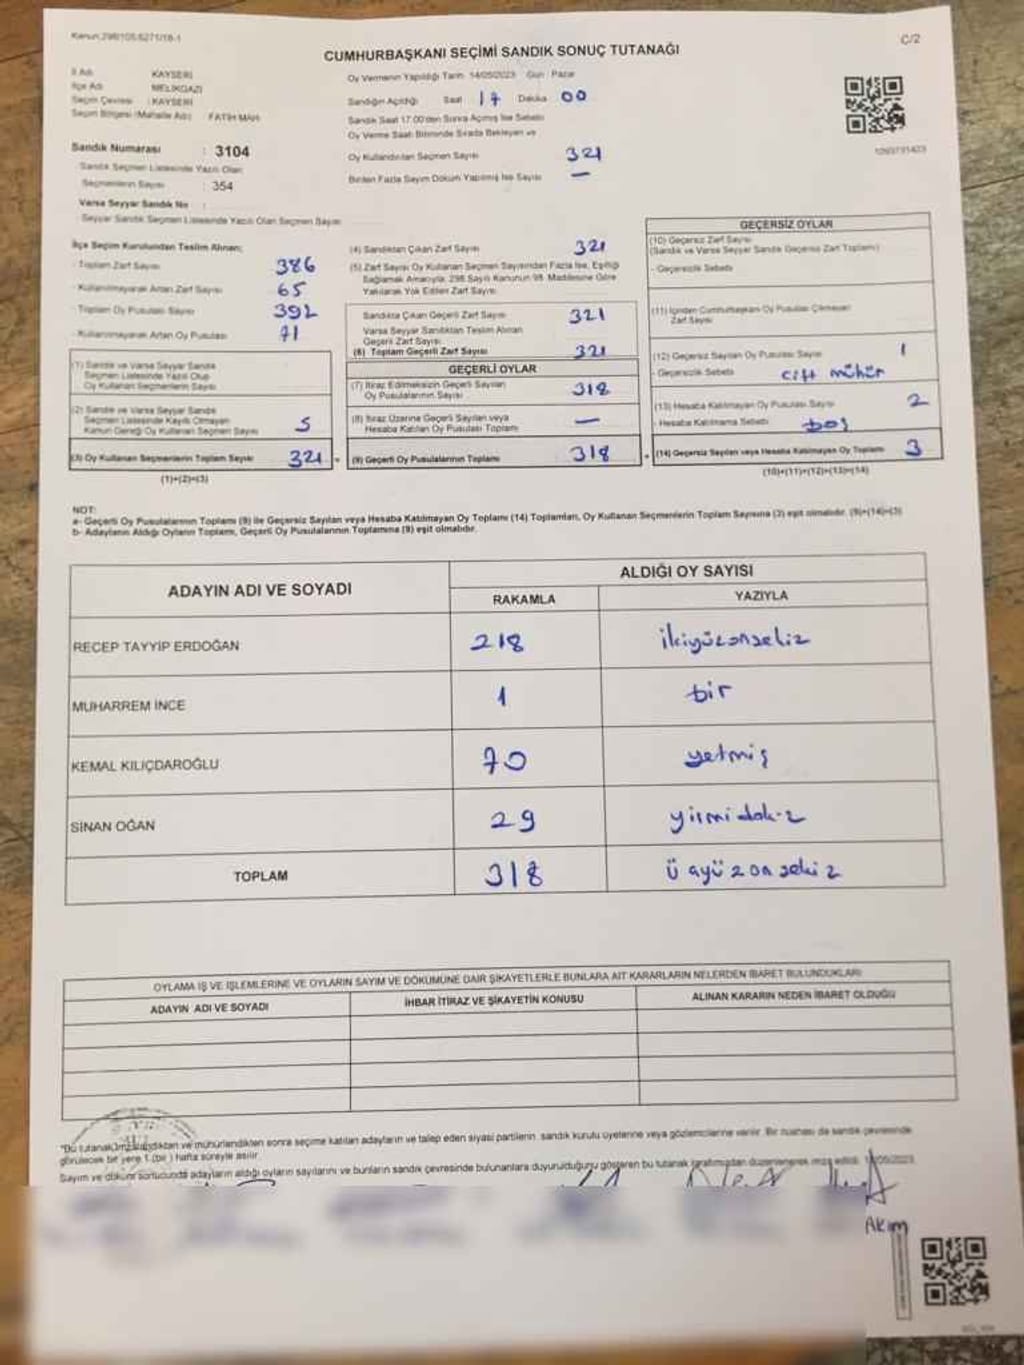 Kanun:298/105.6271/18-1
C/2
CUMHURBAŞKANI SEÇİMİ SANDIK SONUÇ TUTANAĞI
İl Adı KAYSERİ
İlçe Adı MELİKGAZİ
Seçim Çevresi : KAYSERİ
Seçim Bölgesi (Mahalle Adı) FATİH MAH.
Oy Vermenin Yapıldığı Tarih 14/05/2023 Gün Pazar
Sandığın Açıldığı Saat 17 Dakika 00
Sandık Saat 17.00'den Sonra Açılmış İse Sebebi
Oy Verme Saati Bitiminde Sırada Bekleyen ve
Oy Kullandırılan Seçmen Sayısı 321
Birden Fazla Sayım Döküm Yapılmış İse Sayısı —
Sandık Numarası : 3104
Sandık Seçmen Listesinde Yazılı Olan
Seçmenlerin Sayısı : 354
Varsa Seyyar Sandık No :
- Seyyar Sandık Seçmen Listesinde Yazılı Olan Seçmen Sayısı
İlçe Seçim Kurulundan Teslim Alınan:
- Toplam Zarf Sayısı 386
- Kullanılmayarak Artan Zarf Sayısı 65
- Toplam Oy Pusulası Sayısı 392
- Kullanılmayarak Artan Oy Pusulası 71
(1) Sandık ve Varsa Seyyar Sandık
Seçmen Listesinde Yazılı Olup
Oy Kullanan Seçmenlerin Sayısı
(2) Sandık ve Varsa Seyyar Sandık
Seçmen Listesinde Kayıtlı Olmayan
Kanun Gereği Oy Kullanan Seçmen Sayısı 5
(3) Oy Kullanan Seçmenlerin Toplam Sayısı 321 =
(1)+(2)=(3)
(4) Sandıktan Çıkan Zarf Sayısı 321
(5) Zarf Sayısı Oy Kullanan Seçmen Sayısından Fazla İse, Eşitliği
Sağlamak Amacıyla, 298 Sayılı Kanunun 98. Maddesine Göre
Yakılarak Yok Edilen Zarf Sayısı
Sandıkta Çıkan Geçerli Zarf Sayısı 321
Varsa Seyyar Sandıktan Teslim Alınan
Geçerli Zarf Sayısı
(6) Toplam Geçerli Zarf Sayısı 321
GEÇERLİ OYLAR
(7) İtiraz Edilmeksizin Geçerli Sayılan
Oy Pusulalarının Sayısı 318
(8) İtiraz Üzerine Geçerli Sayılan veya
Hesaba Katılan Oy Pusulası Toplamı —
(9) Geçerli Oy Pusulalarının Toplamı 318
GEÇERSİZ OYLAR
(10) Geçersiz Zarf Sayısı
(Sandık ve Varsa Seyyar Sandık Geçersiz Zarf Toplamı)
- Geçersizlik Sebebi
(11) İçinden Cumhurbaşkanı Oy Pusulası Çıkmayan
Zarf Sayısı
(12) Geçersiz Sayılan Oy Pusulası Sayısı 1
- Geçersizlik Sebebi çift mühür
(13) Hesaba Katılmayan Oy Pusulası Sayısı 2
- Hesaba Katılmama Sebebi boş
+ (14) Geçersiz Sayılan veya Hesaba Katılmayan Oy Toplamı 3
(10)+(11)+(12)+(13)=(14)
NOT:
a- Geçerli Oy Pusulalarının Toplamı (9) ile Geçersiz Sayılan veya Hesaba Katılmayan Oy Toplamı (14) Toplamları, Oy Kullanan Seçmenlerin Toplam Sayısına (3) eşit olmalıdır. (9)+(14)=(3)
b- Adayların Aldığı Oyların Toplamı, Geçerli Oy Pusulalarının Toplamına (9) eşit olmalıdır.
ADAYIN ADI VE SOYADI
ALDIĞI OY SAYISI
RAKAMLA YAZIYLA
RECEP TAYYİP ERDOĞAN 218 ikiyüzonsekiz
MUHARREM İNCE 1 bir
KEMAL KILIÇDAROĞLU 70 yetmiş
SİNAN OĞAN 29 yirmidokuz
TOPLAM 318 üçyüzonsekiz
OYLAMA İŞ VE İŞLEMLERİNE VE OYLARIN SAYIM VE DÖKÜMÜNE DAİR ŞİKAYETLERLE BUNLARA AİT KARARLARIN NELERDEN İBARET BULUNDUKLARI
ADAYIN ADI VE SOYADI İHBAR İTİRAZ VE ŞİKAYETİN KONUSU ALINAN KARARIN NEDEN İBARET OLDUĞU
"Bu tutanak imzalandıktan ve mühürlendikten sonra seçime katılan adayların ve talep eden siyasi partilerin, sandık kurulu üyelerine veya gözlemcilerine verilir. Bir nüshası da sandık çevresinde
görülecek bir yere 1 (bir) hafta süreyle asılır.
Sayım ve döküm sonucunda adayların aldığı oyların sayılarını ve bunların sandık çevresinde bulunanlara duyurulduğunu gösteren bu tutanak tarafımızdan düzenlenerek imza edildi.
Akım